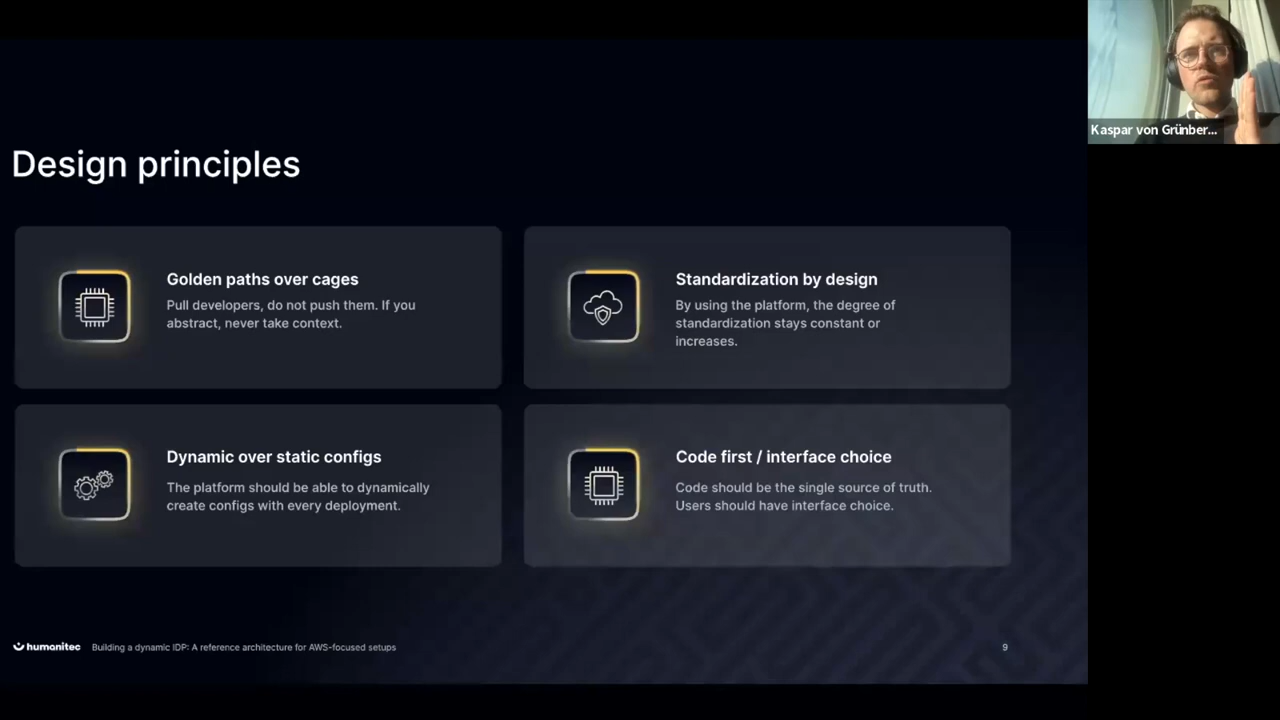 Kaspar von Grünber...
Design principles
Golden paths over cages
Pull developers, do not push them. If you
abstract, never take context.
Standardization by design
By using the platform, the degree of
standardization stays constant or
increases.
Dynamic over static configs
The platform should be able to dynamically
create configs with every deployment.
Code first / interface choice
Code should be the single source of truth.
Users should have interface choice.
humanitec
Building a dynamic IDP: A reference architecture for AWS-focused setups
9